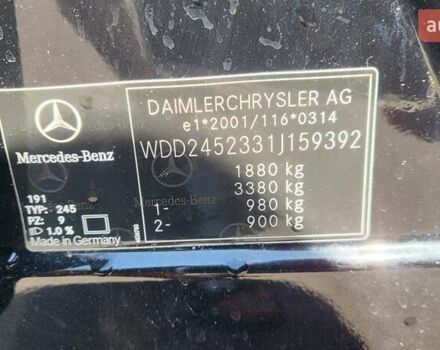 DAIMLERCHRYSLER AG
e1*2001/116*0314
WDD2452331J159392
1880 kg
3380 kg
1- 980 kg
2- 900 kg
Mercedes-Benz
191
TYP: 245
PZ: 9
1.0 %
Made in Germany